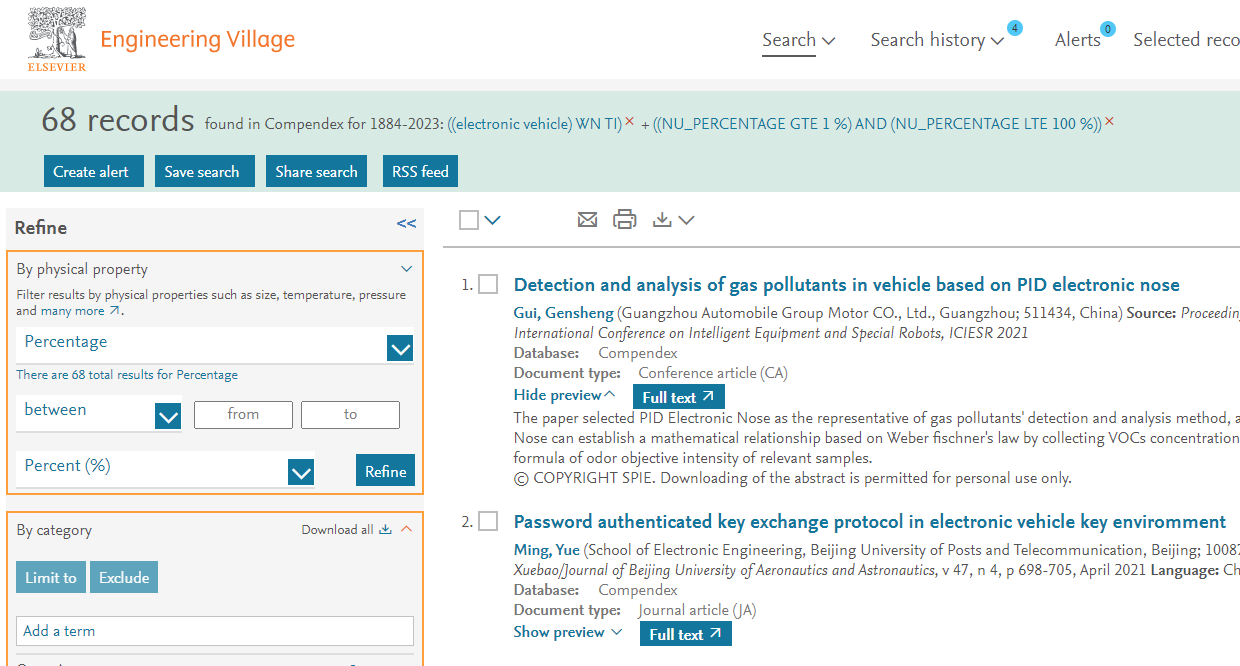 ELSEVIER
Engineering Village
Search
Search history 4
Alerts 0
Selected reco
68 records found in Compendex for 1884-2023: ((electronic vehicle) WN TI) × + ((NU_PERCENTAGE GTE 1 %) AND (NU_PERCENTAGE LTE 100 %)) ×
Create alert
Save search
Share search
RSS feed
Refine <<
By physical property
Filter results by physical properties such as size, temperature, pressure
and many more ↗.
Percentage
There are 68 total results for Percentage
between from to
Percent (%) Refine
By category Download all
Limit to Exclude
Add a term
1. Detection and analysis of gas pollutants in vehicle based on PID electronic nose
Gui, Gensheng (Guangzhou Automobile Group Motor CO., Ltd., Guangzhou; 511434, China) Source: Proceeding
International Conference on Intelligent Equipment and Special Robots, ICIESR 2021
Database: Compendex
Document type: Conference article (CA)
Hide preview Full text ↗
The paper selected PID Electronic Nose as the representative of gas pollutants' detection and analysis method, a
Nose can establish a mathematical relationship based on Weber fischner's law by collecting VOCs concentration
formula of odor objective intensity of relevant samples.
© COPYRIGHT SPIE. Downloading of the abstract is permitted for personal use only.
2. Password authenticated key exchange protocol in electronic vehicle key enviromment
Ming, Yue (School of Electronic Engineering, Beijing University of Posts and Telecommunication, Beijing; 10087
Xuebao/Journal of Beijing University of Aeronautics and Astronautics, v 47, n 4, p 698-705, April 2021 Language: Ch
Database: Compendex
Document type: Journal article (JA)
Show preview Full text ↗